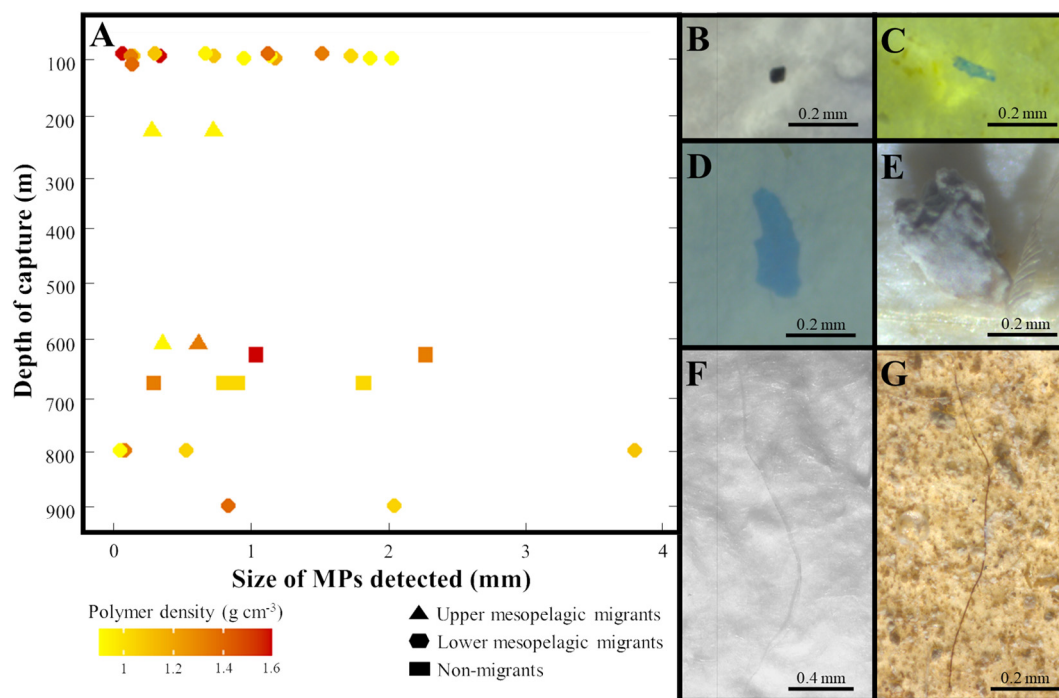 A
Depth of capture (m)
100
200
300
400
500
600
700
800
900
0 1 2 3 4
Size of MPs detected (mm)
Polymer density (g cm⁻³)
1 1.2 1.4 1.6
Upper mesopelagic migrants
Lower mesopelagic migrants
Non-migrants
B
0.2 mm
C
0.2 mm
D
0.2 mm
E
0.2 mm
F
0.4 mm
G
0.2 mm